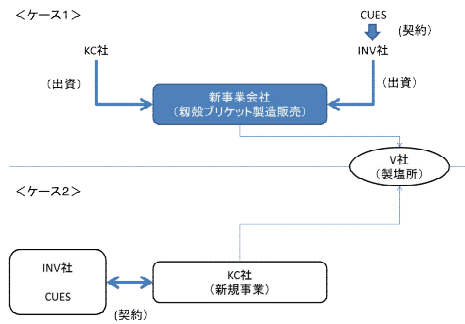 ＜ケース１＞
CUES
（契約）
KC社
INV社
（出資）
（出資）
新事業会社
（籾殻ブリケット製造販売）
V社
（製塩所）
＜ケース２＞
INV社
CUES
KC社
（新規事業）
（契約）